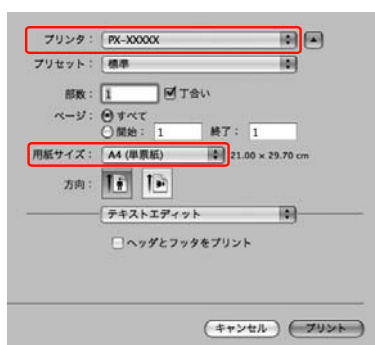 プリンタ： PX-XXXXX
プリセット： 標準
部数： 1 丁合い
ページ： すべて
開始： 1 終了： 1
用紙サイズ： A4 (単票紙) 21.00 × 29.70 cm
方向：
テキストエディット
ヘッダとフッタをプリント
キャンセル プリント